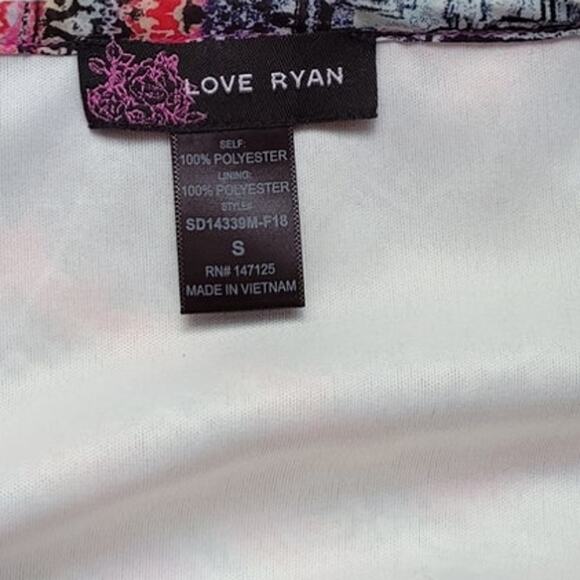 LOVE RYAN
SELF:
100% POLYESTER
LINING:
100% POLYESTER
STYLE#
SD14339M-F18
S
RN# 147125
MADE IN VIETNAM